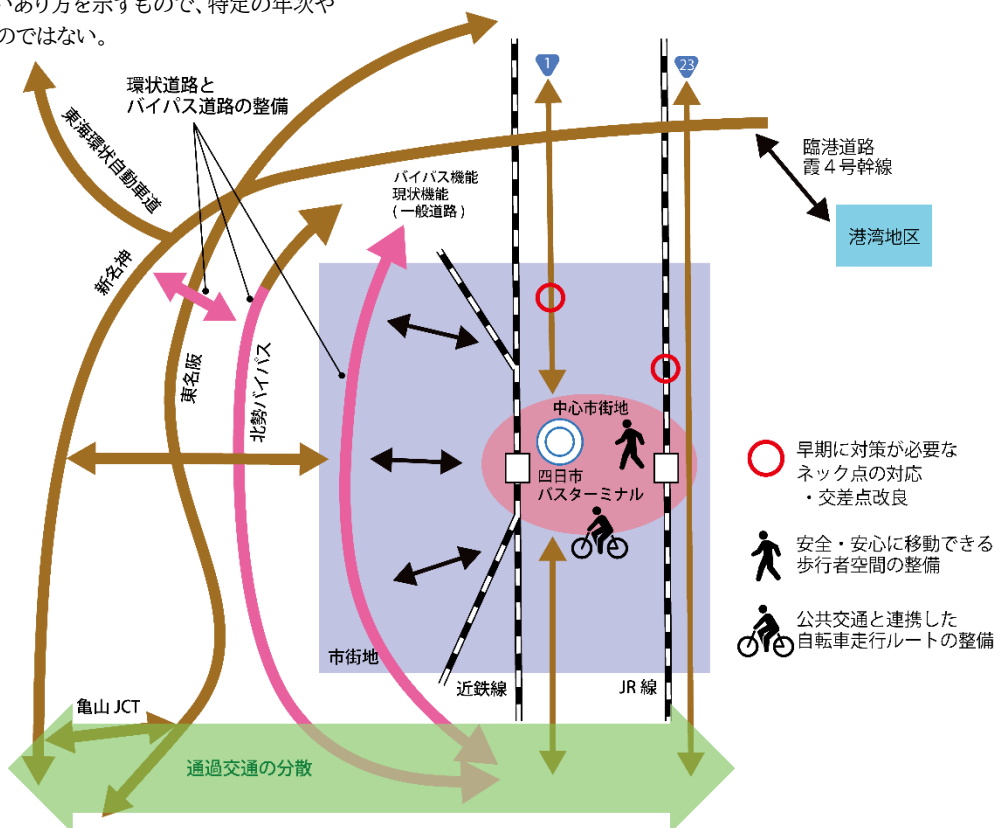 いあり方を示すもので、特定の年次や
のではない。
環状道路と
バイパス道路の整備
1
23
東海環状自動車道
バイパス機能
現状機能
(一般道路)
臨港道路
霞4号幹線
港湾地区
新名神
東名阪
北勢バイパス
中心市街地
四日市
バスターミナル
早期に対策が必要な
ネック点の対応
・交差点改良
安全・安心に移動できる
歩行者空間の整備
公共交通と連携した
自転車走行ルートの整備
市街地
近鉄線
JR線
亀山JCT
通過交通の分散